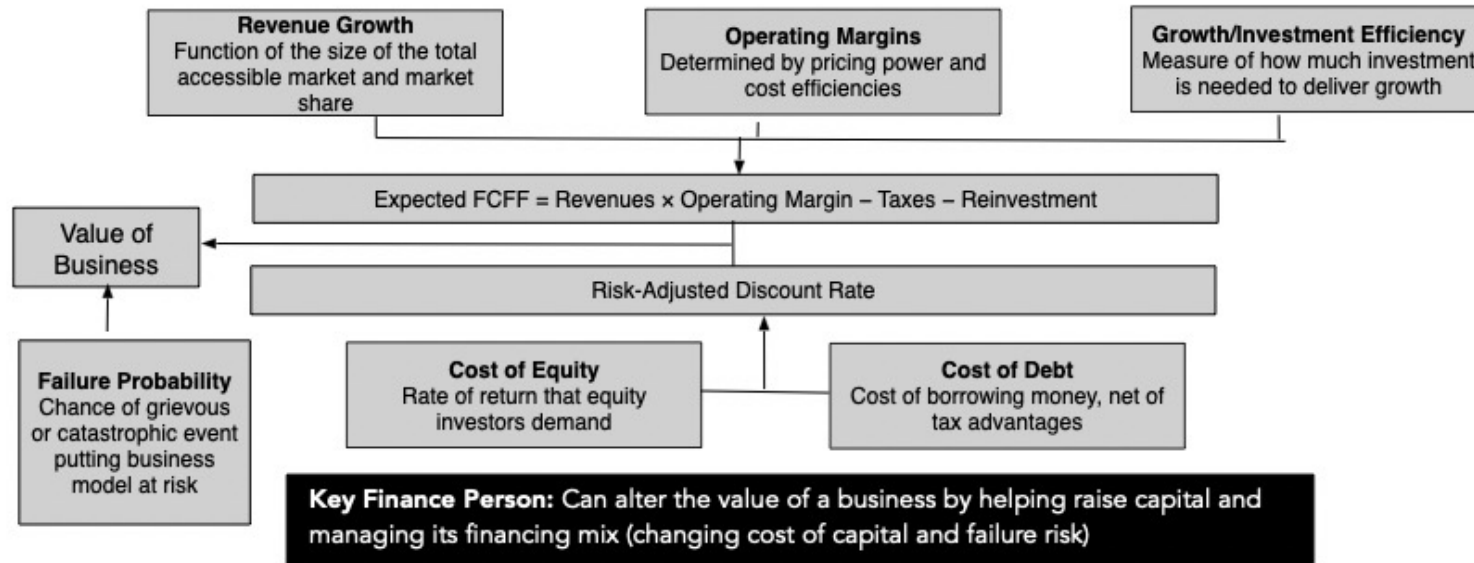 Revenue Growth
Function of the size of the total
accessible market and market
share
Operating Margins
Determined by pricing power and
cost efficiencies
Growth/Investment Efficiency
Measure of how much investment
is needed to deliver growth
Expected FCFF = Revenues × Operating Margin – Taxes – Reinvestment
Value of
Business
Risk-Adjusted Discount Rate
Failure Probability
Chance of grievous
or catastrophic event
putting business
model at risk
Cost of Equity
Rate of return that equity
investors demand
Cost of Debt
Cost of borrowing money, net of
tax advantages
Key Finance Person: Can alter the value of a business by helping raise capital and
managing its financing mix (changing cost of capital and failure risk)